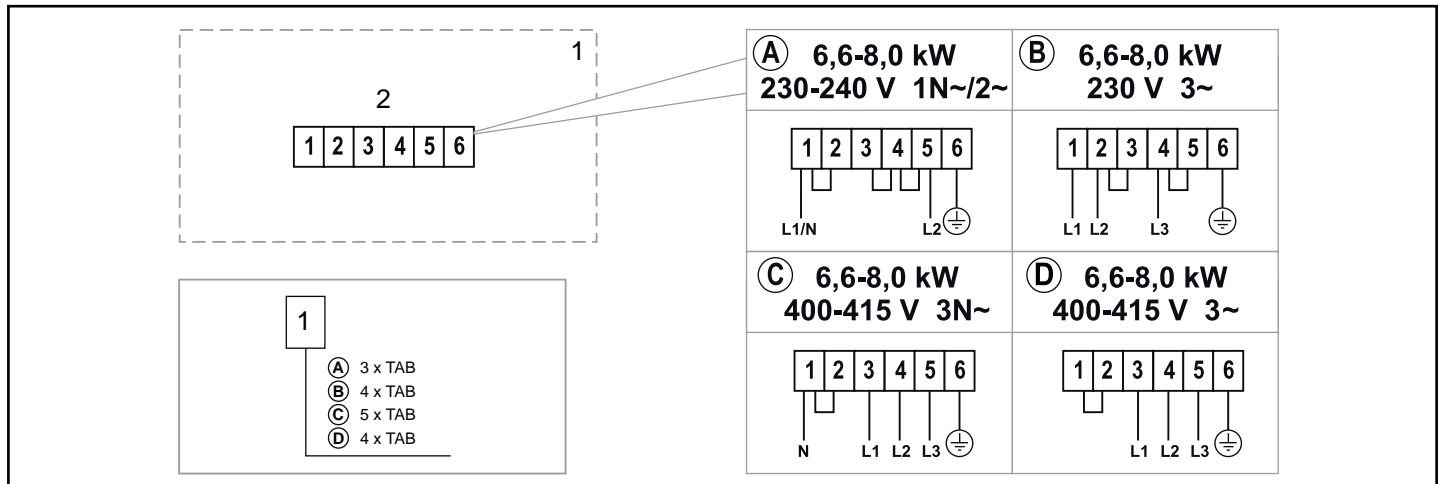 1
2
1 2 3 4 5 6
1
A 3 x TAB
B 4 x TAB
C 5 x TAB
D 4 x TAB
A 6,6-8,0 kW
230-240 V 1N~/2~
1 2 3 4 5 6
L1/N L2
B 6,6-8,0 kW
230 V 3~
1 2 3 4 5 6
L1 L2 L3
C 6,6-8,0 kW
400-415 V 3N~
1 2 3 4 5 6
N L1 L2 L3
D 6,6-8,0 kW
400-415 V 3~
1 2 3 4 5 6
L1 L2 L3